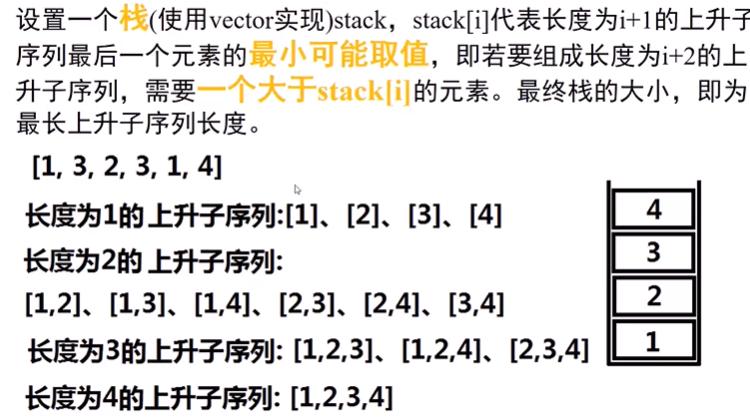 设置一个栈(使用vector实现)stack，stack[i]代表长度为i+1的上升子
序列最后一个元素的最小可能取值，即若要组成长度为i+2的上
升子序列，需要一个大于stack[i]的元素。最终栈的大小，即为
最长上升子序列长度。
[1, 3, 2, 3, 1, 4]
长度为1的 上升子序列:[1]、[2]、[3]、[4]
长度为2的 上升子序列:
[1,2]、[1,3]、[1,4]、[2,3]、[2,4]、[3,4]
长度为3的上升子序列: [1,2,3]、[1,2,4]、[2,3,4]
长度为4的上升子序列: [1,2,3,4]
4
3
2
1